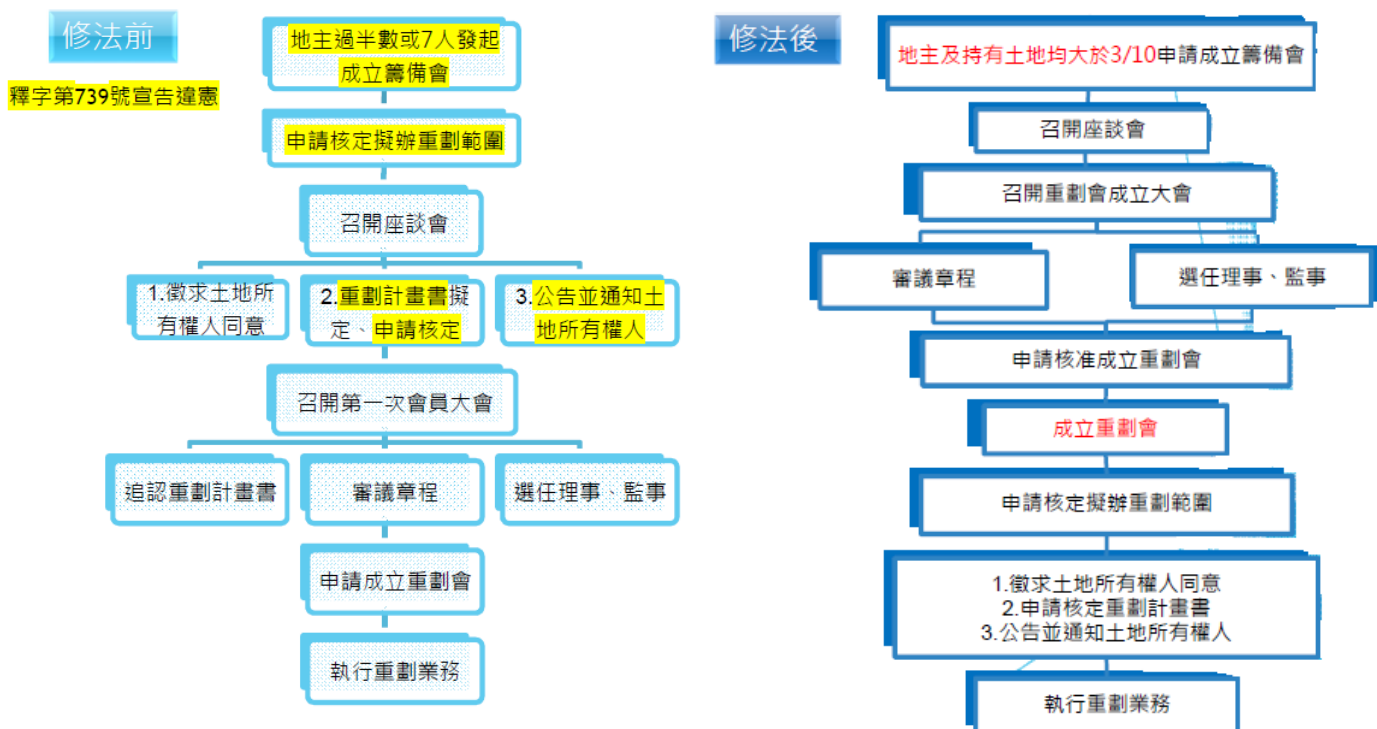 修法前
釋字第739號宣告違憲
地主過半數或7人發起
成立籌備會
申請核定擬辦重劃範圍
召開座談會
1.徵求土地所
有權人同意
2.重劃計畫書擬
定、申請核定
3.公告並通知土
地所有權人
召開第一次會員大會
追認重劃計畫書
審議章程
選任理事、監事
申請成立重劃會
執行重劃業務
修法後
地主及持有土地均大於3/10申請成立籌備會
召開座談會
召開重劃會成立大會
審議章程
選任理事、監事
申請核准成立重劃會
成立重劃會
申請核定擬辦重劃範圍
1.徵求土地所有權人同意
2.申請核定重劃計畫書
3.公告並通知土地所有權人
執行重劃業務